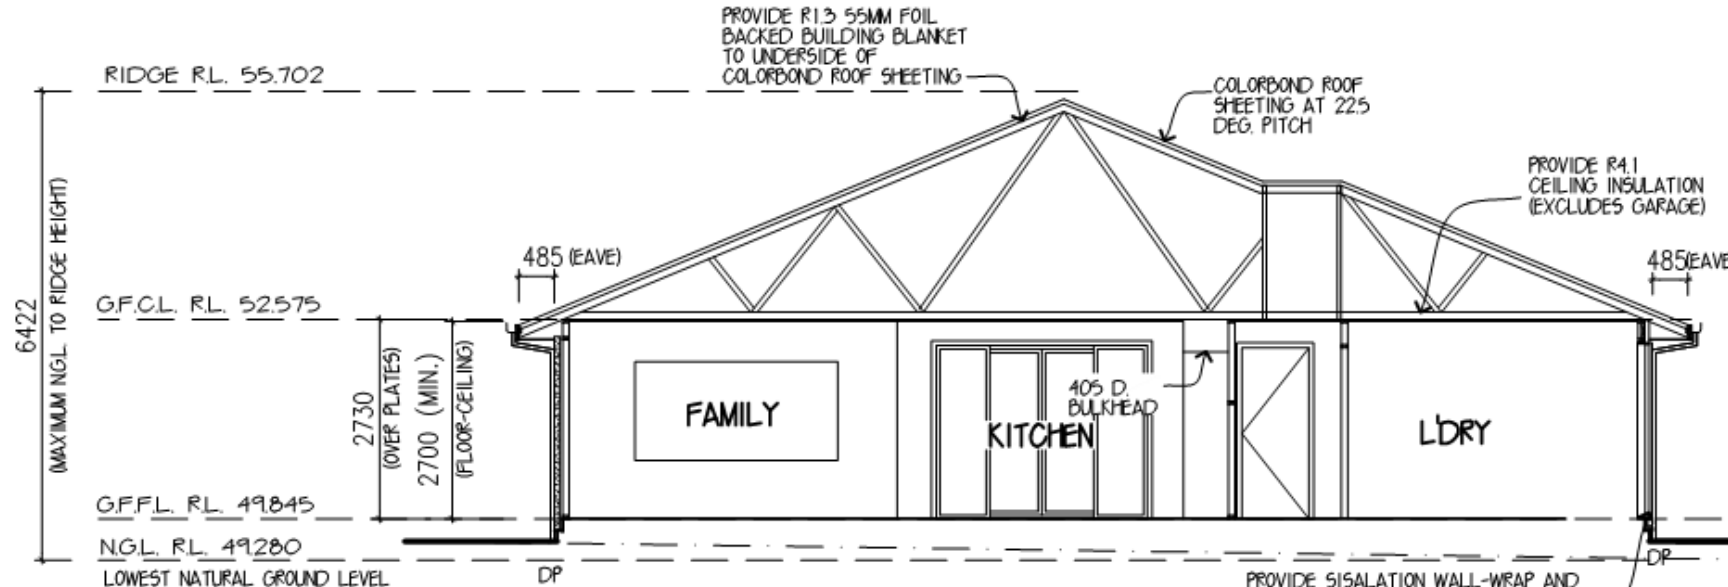 PROVIDE R1.3 55MM FOIL
BACKED BUILDING BLANKET
TO UNDERSIDE OF
COLORBOND ROOF SHEETING
RIDGE R.L. 55.702
COLORBOND ROOF
SHEETING AT 22.5
DEG. PITCH
PROVIDE R4.1
CEILING INSULATION
(EXCLUDES GARAGE)
485 (EAVE)
485(EAVE
G.F.C.L. R.L. 52.575
6422
(MAXIMUM N.G.L. TO RIDGE HEIGHT)
2730
(OVER PLATES)
2700 (MIN.)
(FLOOR-CEILING)
FAMILY
KITCHEN
405 D.
BULKHEAD
L'DRY
G.F.F.L. R.L. 49.845
N.G.L. R.L. 49.280
LOWEST NATURAL GROUND LEVEL
DP
DP
PROVIDE SISALATION WALL-WRAP AND